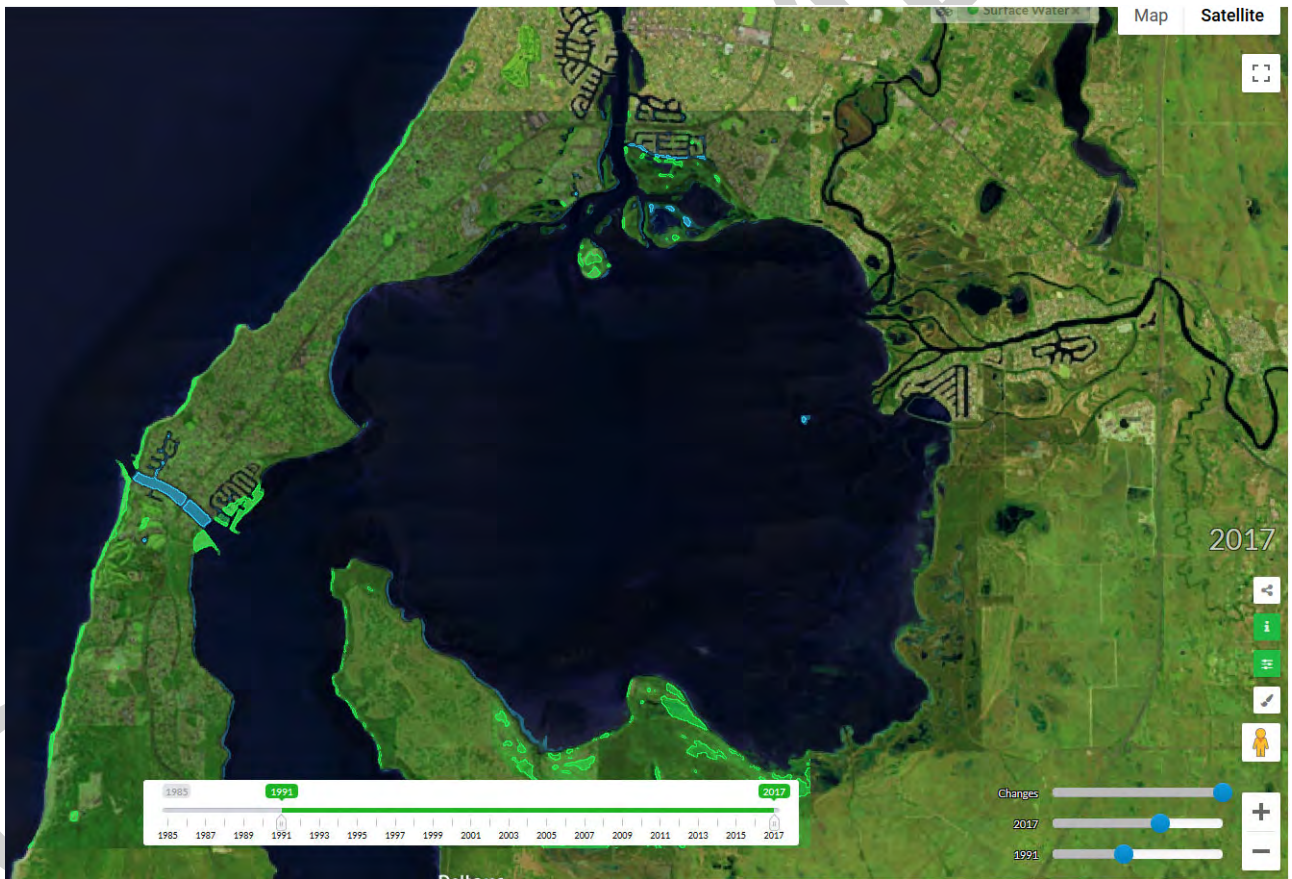 Surface Water ×
Map Satellite
2017
i
1985 1991 2017
1985 1987 1989 1991 1993 1995 1997 1999 2001 2003 2005 2007 2009 2011 2013 2015 2017
Changes
2017
1991
+
−